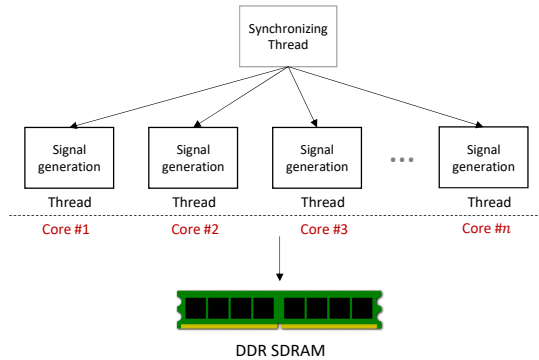 Synchronizing
Thread
Signal
generation
Signal
generation
Signal
generation
Signal
generation
Thread
Thread
Thread
Thread
Core #1
Core #2
Core #3
Core #n
DDR SDRAM